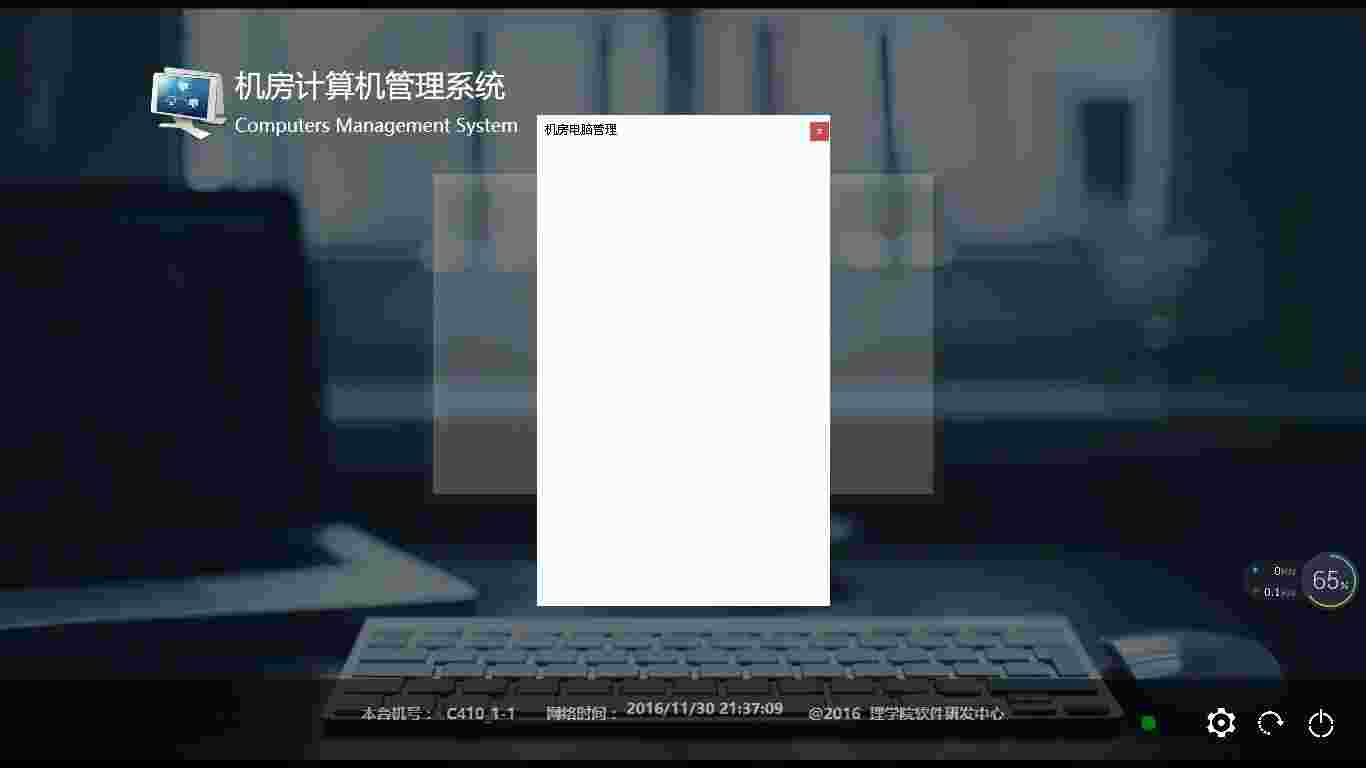 机房计算机管理系统
Computers Management System
机房电脑管理
x
0K/s
0.1K/s
65%
本台机号： C410_1-1 网络时间： 2016/11/30 21:37:09 @2016 理学院软件研发中心